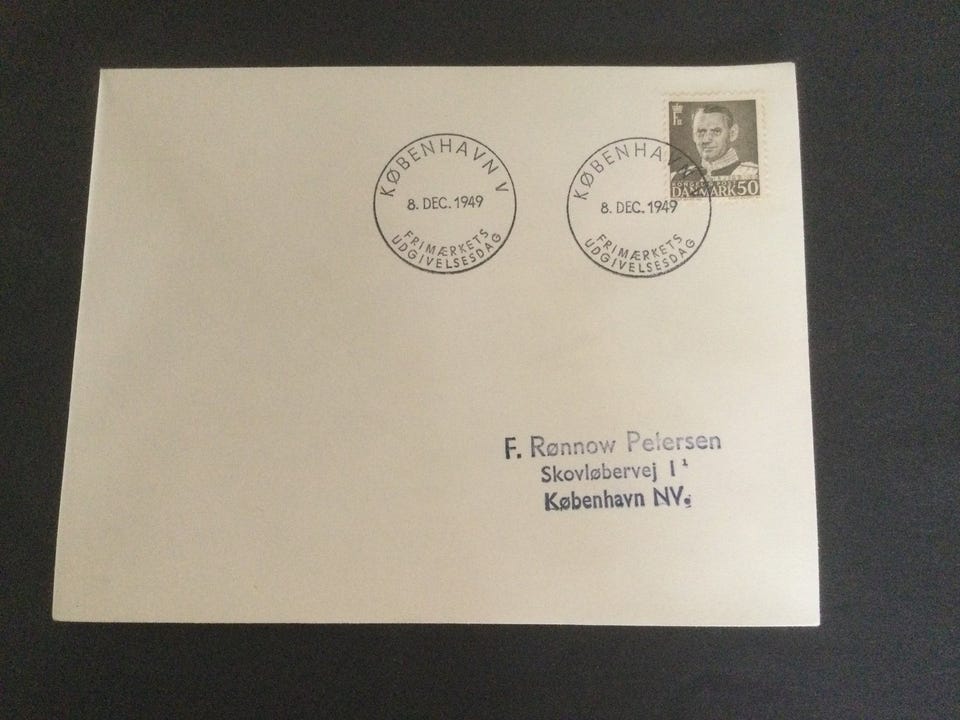 KØBENHAVN V
8. DEC. 1949
FRIMÆRKETS
UDGIVELSESDAG
KØBENHAVN
8. DEC. 1949
FRIMÆRKETS
UDGIVELSESDAG
DANMARK 50
F. Rønnow Petersen
Skovløbervej 1¹
København NV.